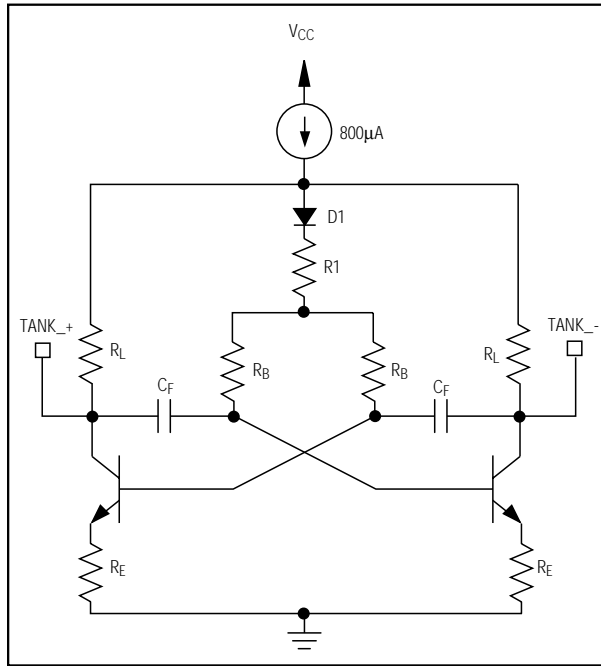 VCC
800μA
D1
R1
TANK_+
TANK_-
RL
RB
RB
RL
CF
CF
RE
RE